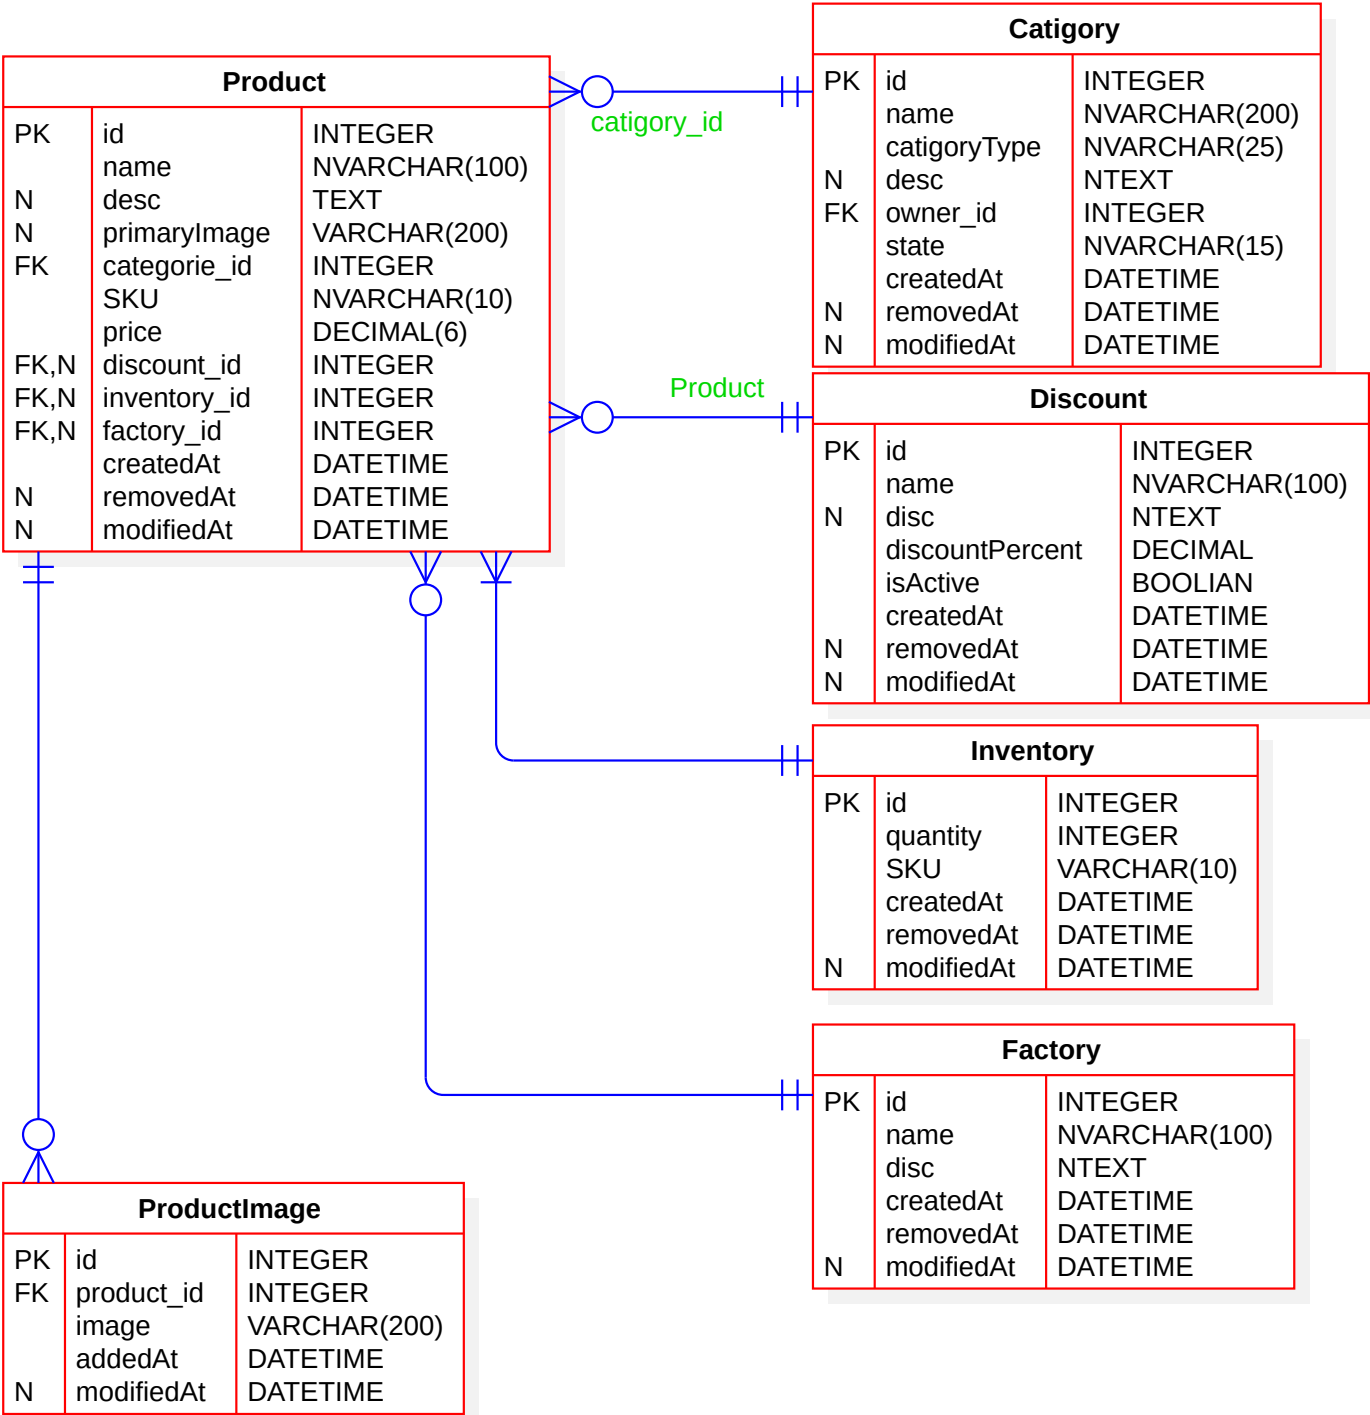 Product
PK id INTEGER
name NVARCHAR(100)
N desc TEXT
N primaryImage VARCHAR(200)
FK categorie_id INTEGER
SKU NVARCHAR(10)
price DECIMAL(6)
FK,N discount_id INTEGER
FK,N inventory_id INTEGER
FK,N factory_id INTEGER
createdAt DATETIME
N removedAt DATETIME
N modifiedAt DATETIME
catigory_id
Catigory
PK id INTEGER
name NVARCHAR(200)
catigoryType NVARCHAR(25)
N desc NTEXT
FK owner_id INTEGER
state NVARCHAR(15)
createdAt DATETIME
N removedAt DATETIME
N modifiedAt DATETIME
Product
Discount
PK id INTEGER
name NVARCHAR(100)
N disc NTEXT
discountPercent DECIMAL
isActive BOOLIAN
createdAt DATETIME
N removedAt DATETIME
N modifiedAt DATETIME
Inventory
PK id INTEGER
quantity INTEGER
SKU VARCHAR(10)
createdAt DATETIME
removedAt DATETIME
N modifiedAt DATETIME
Factory
PK id INTEGER
name NVARCHAR(100)
disc NTEXT
createdAt DATETIME
removedAt DATETIME
N modifiedAt DATETIME
ProductImage
PK id INTEGER
FK product_id INTEGER
image VARCHAR(200)
addedAt DATETIME
N modifiedAt DATETIME